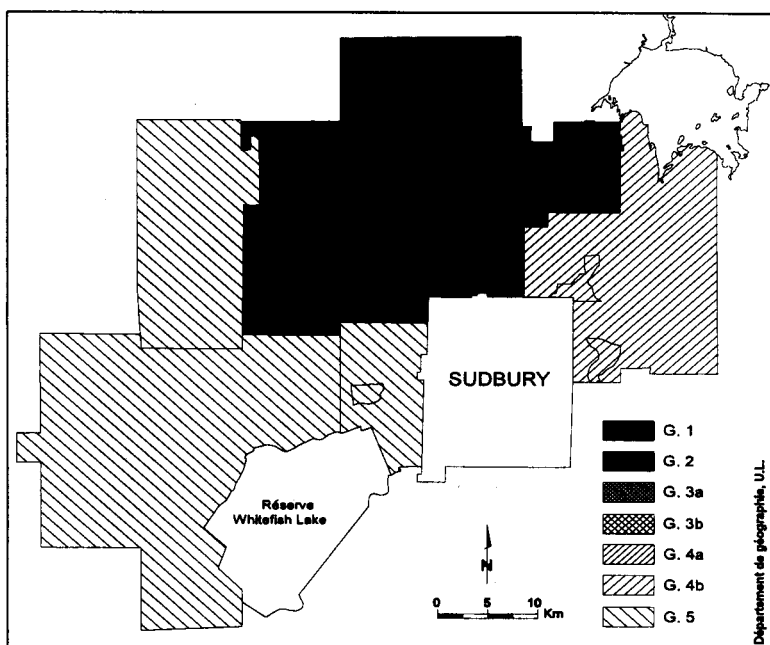 SUDBURY
Réserve
Whitefish Lake
N
0 5 10
Km
G. 1
G. 2
G. 3a
G. 3b
G. 4a
G. 4b
G. 5
Département de géographie, U.L.